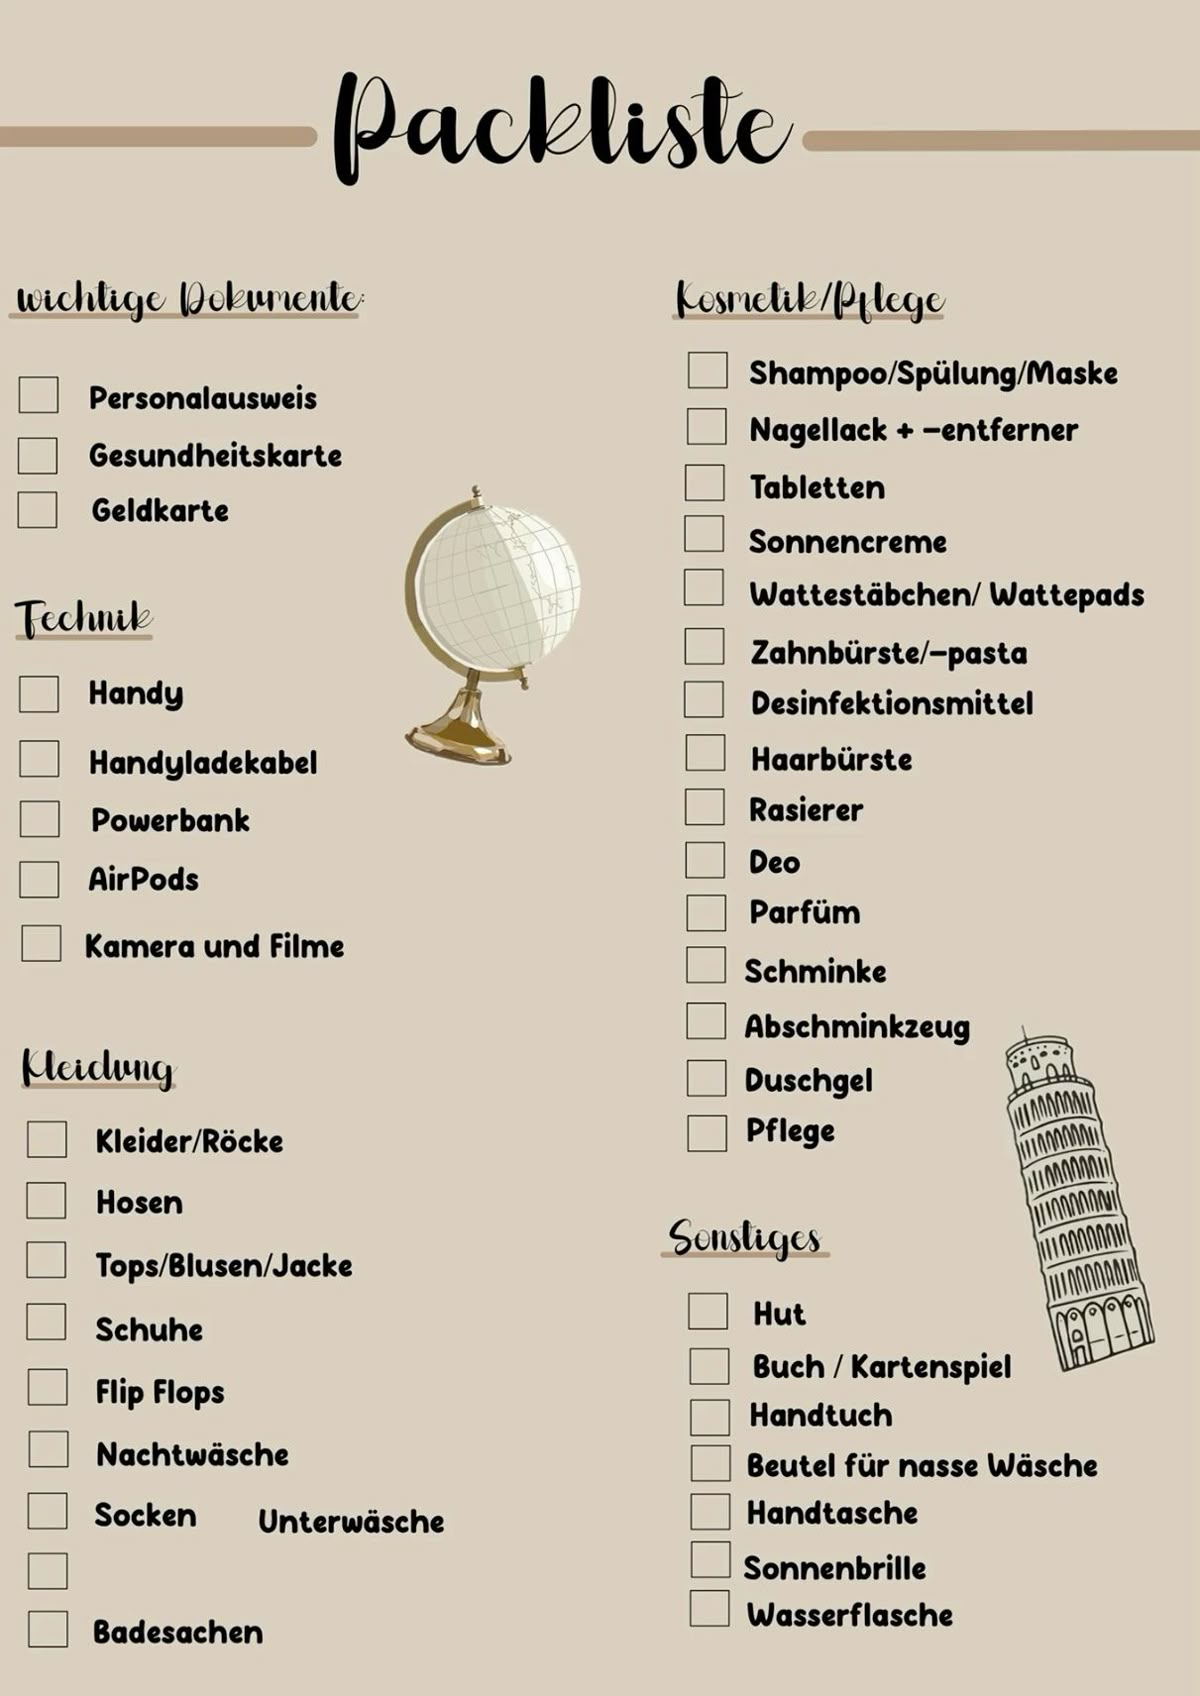 Packliste
wichtige Dokumente:
Personalausweis
Gesundheitskarte
Geldkarte
Technik
Handy
Handyladekabel
Powerbank
AirPods
Kamera und Filme
Kleidung
Kleider/Röcke
Hosen
Tops/Blusen/Jacke
Schuhe
Flip Flops
Nachtwäsche
Socken Unterwäsche
Badesachen
Kosmetik/Pflege
Shampoo/Spülung/Maske
Nagellack + -entferner
Tabletten
Sonnencreme
Wattestäbchen/ Wattepads
Zahnbürste/-pasta
Desinfektionsmittel
Haarbürste
Rasierer
Deo
Parfüm
Schminke
Abschminkzeug
Duschgel
Pflege
Sonstiges
Hut
Buch / Kartenspiel
Handtuch
Beutel für nasse Wäsche
Handtasche
Sonnenbrille
Wasserflasche